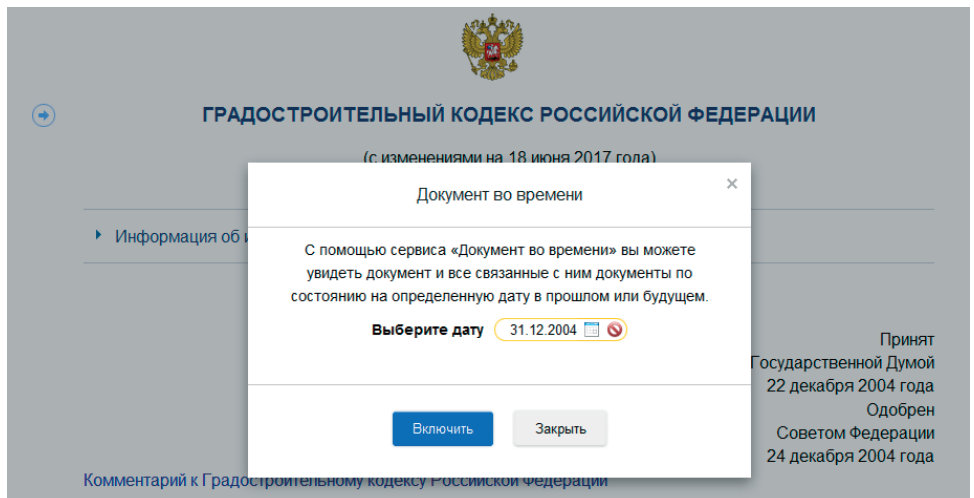 ГРАДОСТРОИТЕЛЬНЫЙ КОДЕКС РОССИЙСКОЙ ФЕДЕРАЦИИ
(с изменениями на 18 июня 2017 года)
Документ во времени
Информация об
С помощью сервиса «Документ во времени» вы можете
увидеть документ и все связанные с ним документы по
состоянию на определенную дату в прошлом или будущем.
Выберите дату 31.12.2004
Принят
Государственной Думой
22 декабря 2004 года
Одобрен
Советом Федерации
24 декабря 2004 года
Включить Закрыть
Комментарий к Градостроительному кодексу Российской Федерации